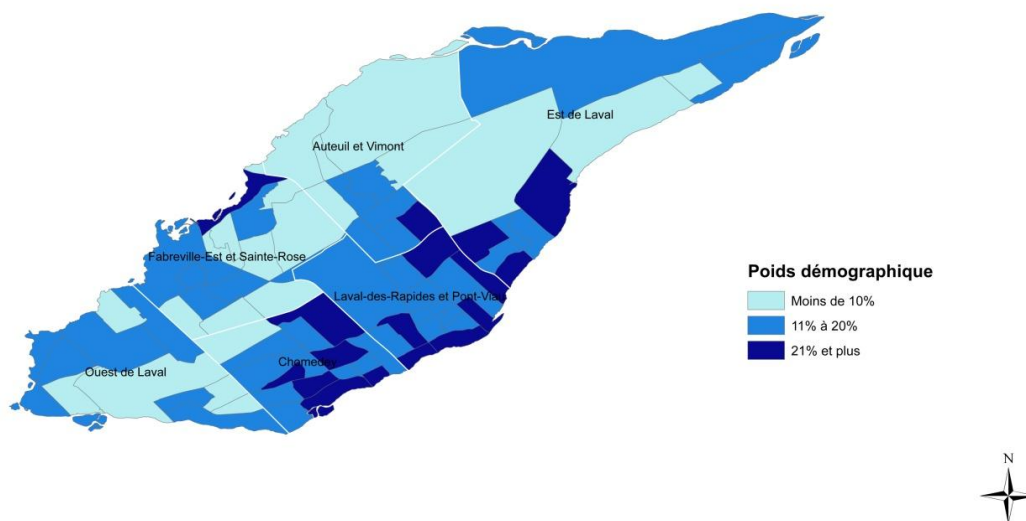 Est de Laval
Auteuil et Vimont
Fabreville-Est et Sainte-Rose
Poids démographique
Moins de 10%
Laval-des-Rapides et Pont-Viau
11% à 20%
21% et plus
Chomedey
Ouest de Laval
N